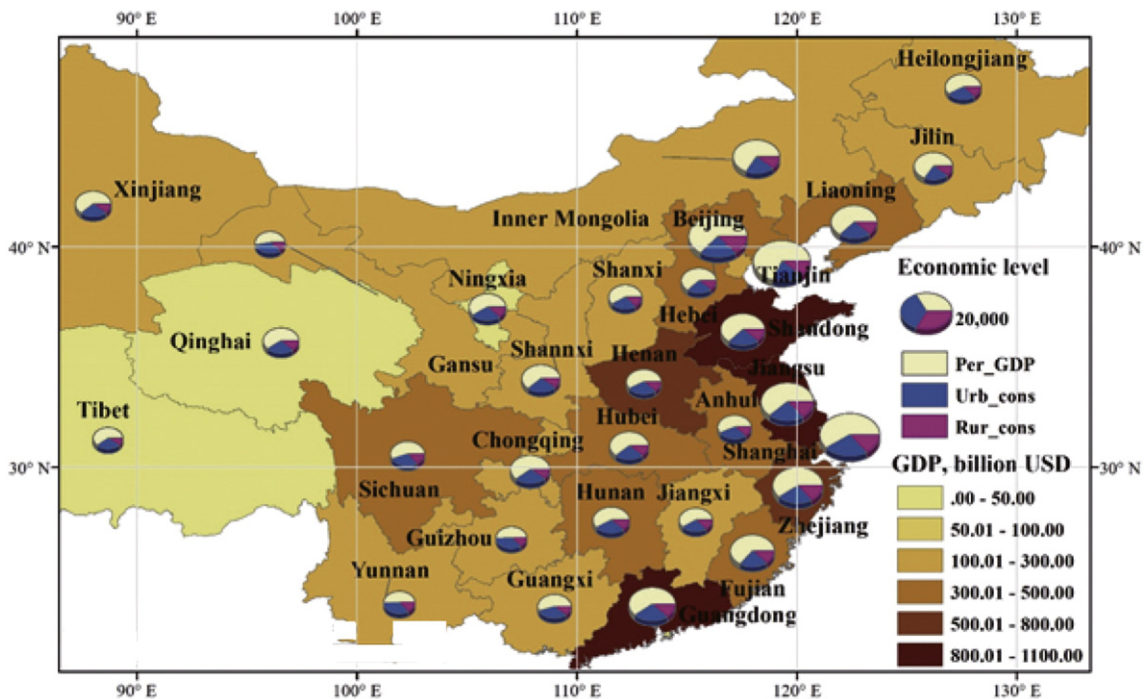 90° E 100° E 110° E 120° E 130° E
Heilongjiang
Jilin
Xinjiang
Liaoning
Inner Mongolia Beijing
40° N 40° N
Ningxia Shanxi Tianjin
Economic level
Hebei
20,000
Qinghai Shandong
Gansu Shannxi Henan
Jiangsu Per_GDP
Tibet Anhui Urb_cons
Hubei
Rur_cons
Chongqing Shanghai
30° N 30° N
GDP, billion USD
Sichuan Hunan Jiangxi
.00 - 50.00
Zhejiang 50.01 - 100.00
Guizhou
100.01 - 300.00
Yunnan Guangxi
Fujian 300.01 - 500.00
Guangdong
500.01 - 800.00
800.01 - 1100.00
90° E 100° E 110° E 120° E 130° E